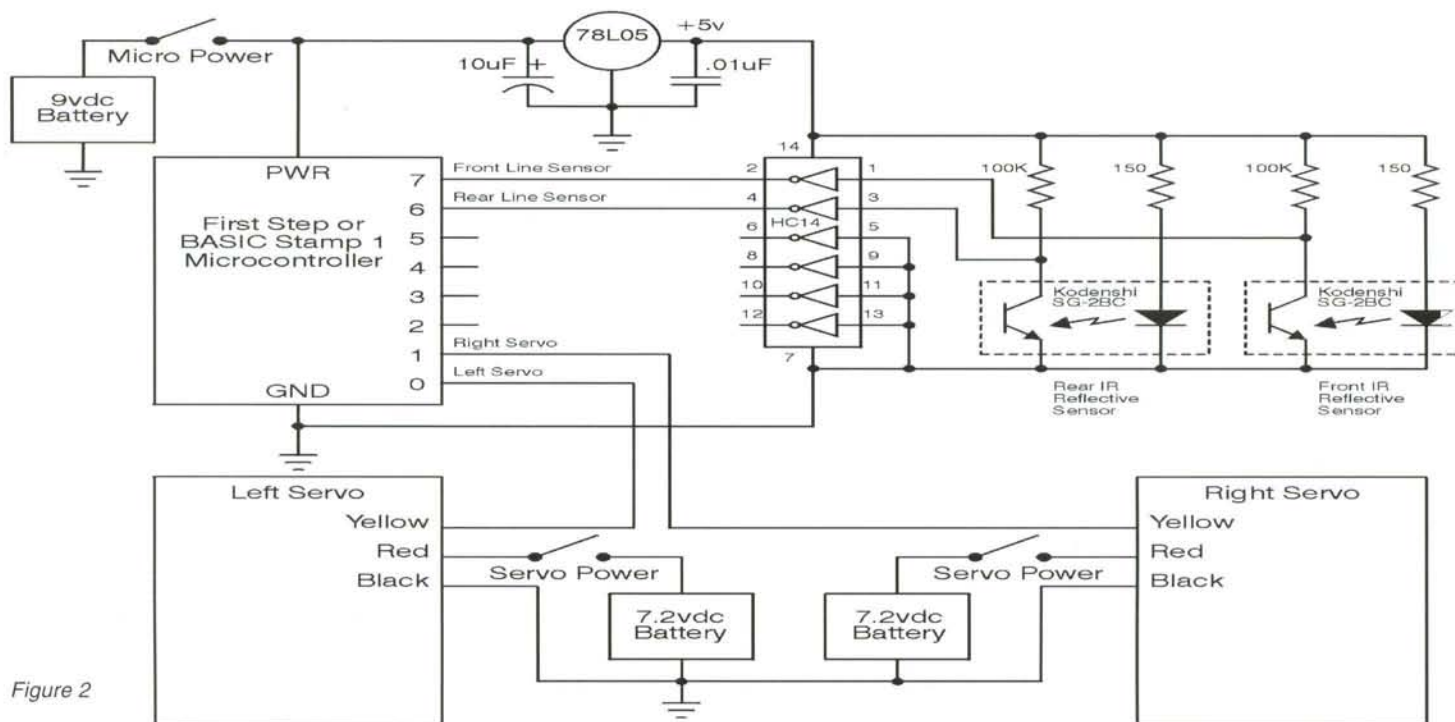 Micro Power
9vdc
Battery
78L05
+5v
10uF +
.01uF
PWR
First Step or
BASIC Stamp 1
Microcontroller
GND
7
6
5
4
3
2
1
0
Front Line Sensor
Rear Line Sensor
Right Servo
Left Servo
14
2 1
4 3
HC14
6 5
8 9
10 11
12 13
7
100K
150
100K
150
Kodenshi
SG-2BC
Kodenshi
SG-2BC
Rear IR
Reflective
Sensor
Front IR
Reflective
Sensor
Left Servo
Yellow
Red
Black
Servo Power
7.2vdc
Battery
Servo Power
7.2vdc
Battery
Right Servo
Yellow
Red
Black
Figure 2